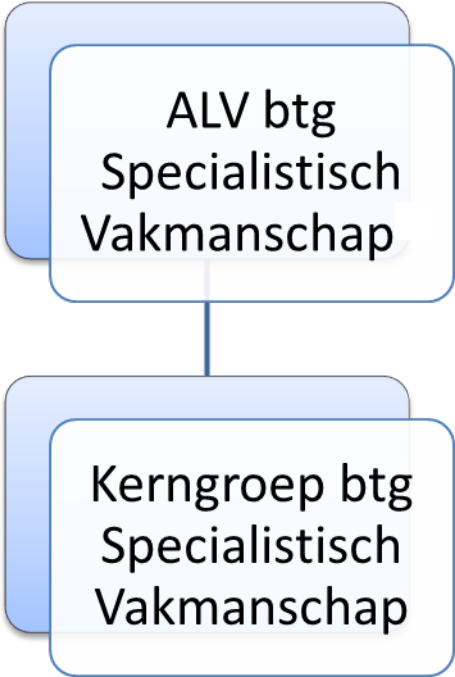 ALV btg
Specialistisch
Vakmanschap
Kerngroep btg
Specialistisch
Vakmanschap